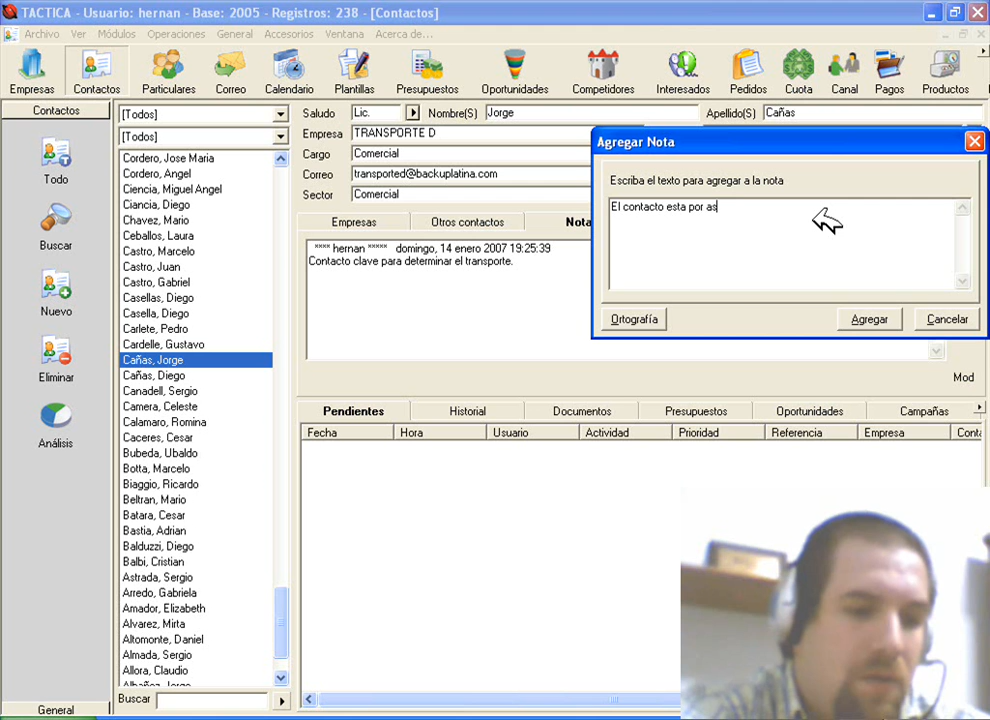 TACTICA - Usuario: hernan - Base: 2005 - Registros: 238 - [Contactos]
Archivo Ver Módulos Operaciones General Accesorios Ventana Acerca de...
Empresas Contactos Particulares Correo Calendario Plantillas Presupuestos Oportunidades Competidores Interesados Pedidos Cuota Canal Pagos Productos
Contactos
Todo
Buscar
Nuevo
Eliminar
Análisis
General
[Todos]
[Todos]
Cordero, Jose Maria
Cordero, Angel
Ciencia, Miguel Angel
Ciancia, Diego
Chavez, Mario
Ceballos, Laura
Castro, Marcelo
Castro, Juan
Castro, Gabriel
Casellas, Diego
Casella, Diego
Carlete, Pedro
Cardelle, Gustavo
Cañas, Jorge
Cañas, Diego
Canadell, Sergio
Camera, Celeste
Calamaro, Romina
Caceres, Cesar
Bubeda, Ubaldo
Botta, Marcelo
Biaggio, Ricardo
Beltran, Mario
Batara, Cesar
Bastia, Adrian
Balduzzi, Diego
Balbi, Cristian
Astrada, Sergio
Arredo, Gabriela
Amador, Elizabeth
Alvarez, Mirta
Altomonte, Daniel
Almada, Sergio
Allora, Claudio
Buscar
Saludo Lic. Nombre(S) Jorge Apellido(S) Cañas
Empresa TRANSPORTE D
Cargo Comercial
Correo transported@backuplatina.com
Sector Comercial
Empresas Otros contactos Nota
**** hernan ***** domingo, 14 enero 2007 19:25:39
Contacto clave para determinar el transporte.
Mod
Agregar Nota
Escriba el texto para agregar a la nota
El contacto esta por as
Ortografía Agregar Cancelar
Pendientes Historial Documentos Presupuestos Oportunidades Campañas
Fecha Hora Usuario Actividad Prioridad Referencia Empresa Conta